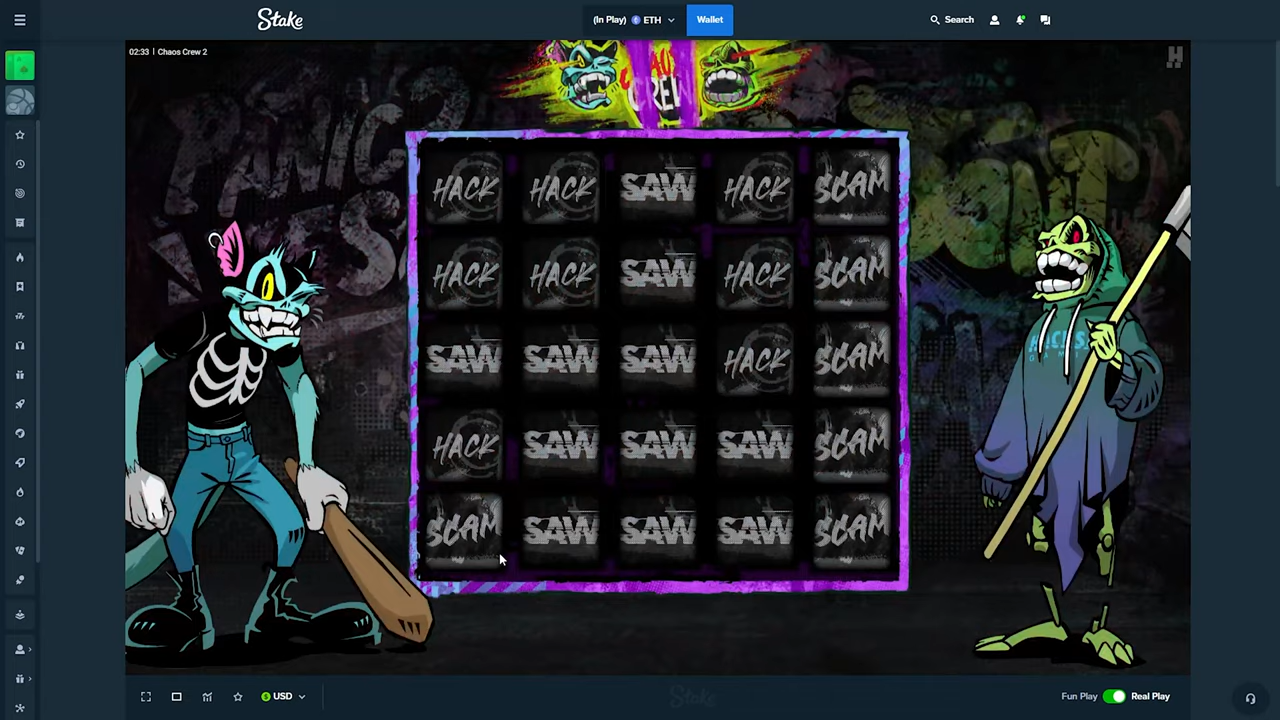 Stake
(In Play) ETH
Wallet
Search
02:33 | Chaos Crew 2
CREW
HACK HACK SAW HACK SCAM
HACK HACK SAW HACK SCAM
SAW SAW SAW HACK SCAM
HACK SAW SAW SAW SCAM
SCAM SAW SAW SAW SCAM
USD
Stake
Fun Play
Real Play